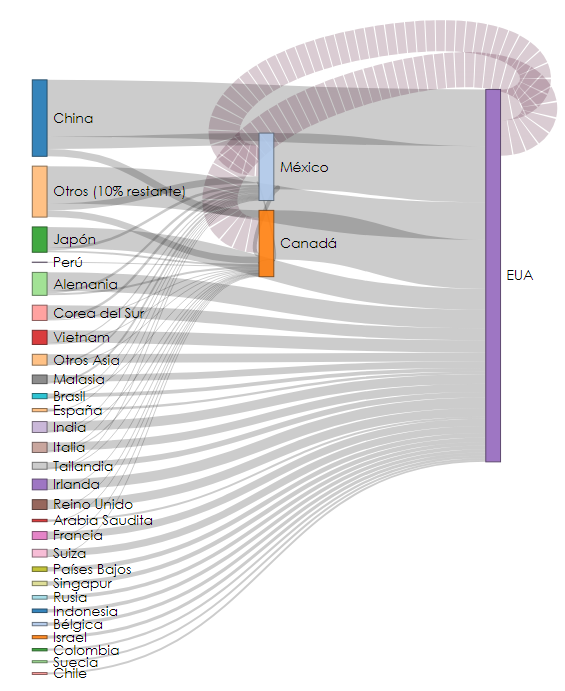 China
México
Otros (10% restante)
Japón
Canadá
Perú
EUA
Alemania
Corea del Sur
Vietnam
Otros Asia
Malasia
Brasil
España
India
Italia
Tailandia
Irlanda
Reino Unido
Arabia Saudita
Francia
Suiza
Países Bajos
Singapur
Rusia
Indonesia
Bélgica
Israel
Colombia
Suecia
Chile